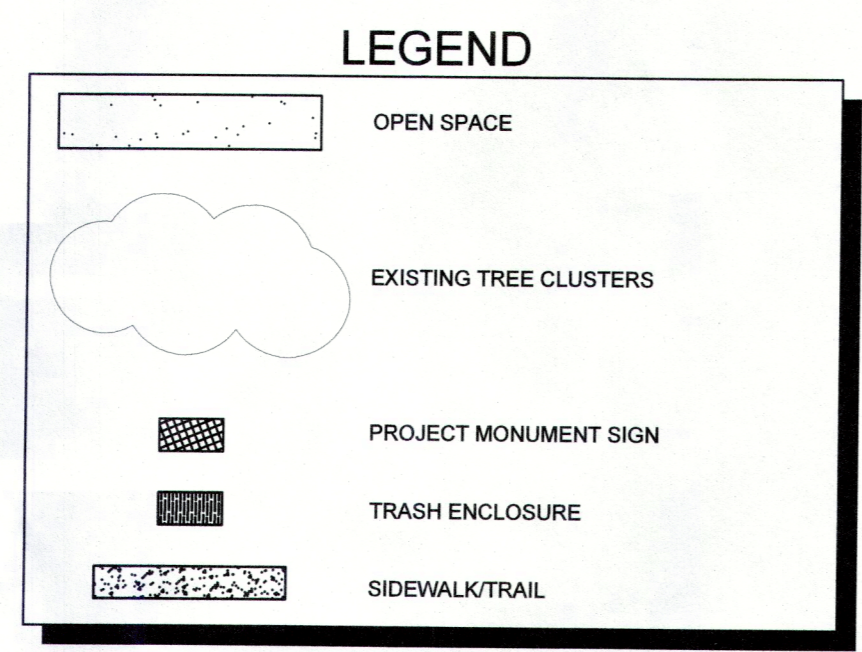 LEGEND
OPEN SPACE
EXISTING TREE CLUSTERS
PROJECT MONUMENT SIGN
TRASH ENCLOSURE
SIDEWALK/TRAIL